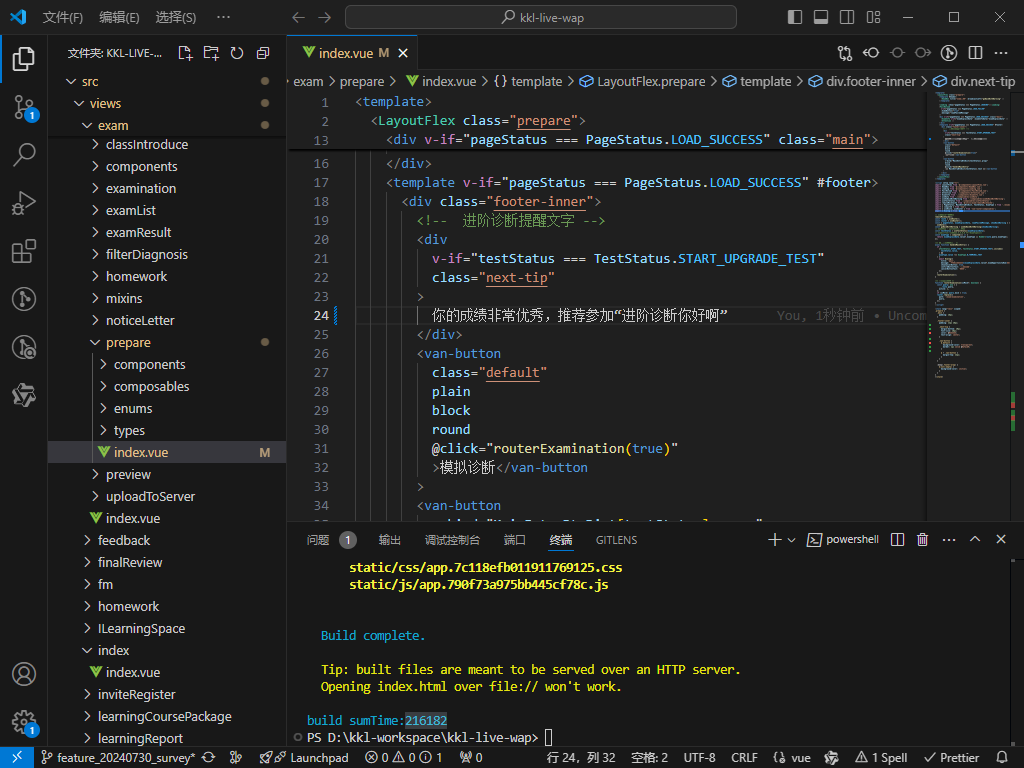 文件(F) 编辑(E) 选择(S) ··· kkl-live-wap
文件夹: KKL-LIVE-...
src
views
exam
classIntroduce
components
examination
examList
examResult
filterDiagnosis
homework
mixins
noticeLetter
prepare
components
composables
enums
types
index.vue M
preview
uploadToServer
index.vue
feedback
finalReview
fm
homework
ILearningSpace
index
index.vue
inviteRegister
learningCoursePackage
learningReport
1
1
index.vue M
exam > prepare > index.vue > {} template > LayoutFlex.prepare > template > div.footer-inner > div.next-tip
1 <template>
2 <LayoutFlex class="prepare">
13 <div v-if="pageStatus === PageStatus.LOAD_SUCCESS" class="main">
16 </div>
17 <template v-if="pageStatus === PageStatus.LOAD_SUCCESS" #footer>
18 <div class="footer-inner">
19 <!-- 进阶诊断提醒文字 -->
20 <div
21 v-if="testStatus === TestStatus.START_UPGRADE_TEST"
22 class="next-tip"
23 >
24 你的成绩非常优秀，推荐参加“进阶诊断你好啊” You, 1秒钟前 • Uncom
25 </div>
26 <van-button
27 class="default"
28 plain
29 block
30 round
31 @click="routerExamination(true)"
32 >模拟诊断</van-button
33 >
34 <van-button
问题 1 输出 调试控制台 端口 终端 GITLENS powershell
static/css/app.7c118efb011911769125.css
static/js/app.790f73a975bb445cf78c.js
Build complete.
Tip: built files are meant to be served over an HTTP server.
Opening index.html over file:// won't work.
build sumTime:216182
PS D:\kkl-workspace\kkl-live-wap>
feature_20240730_survey* Launchpad 0 0 1 0 行 24，列 32 空格: 2 UTF-8 CRLF {} vue 1 Spell Prettier